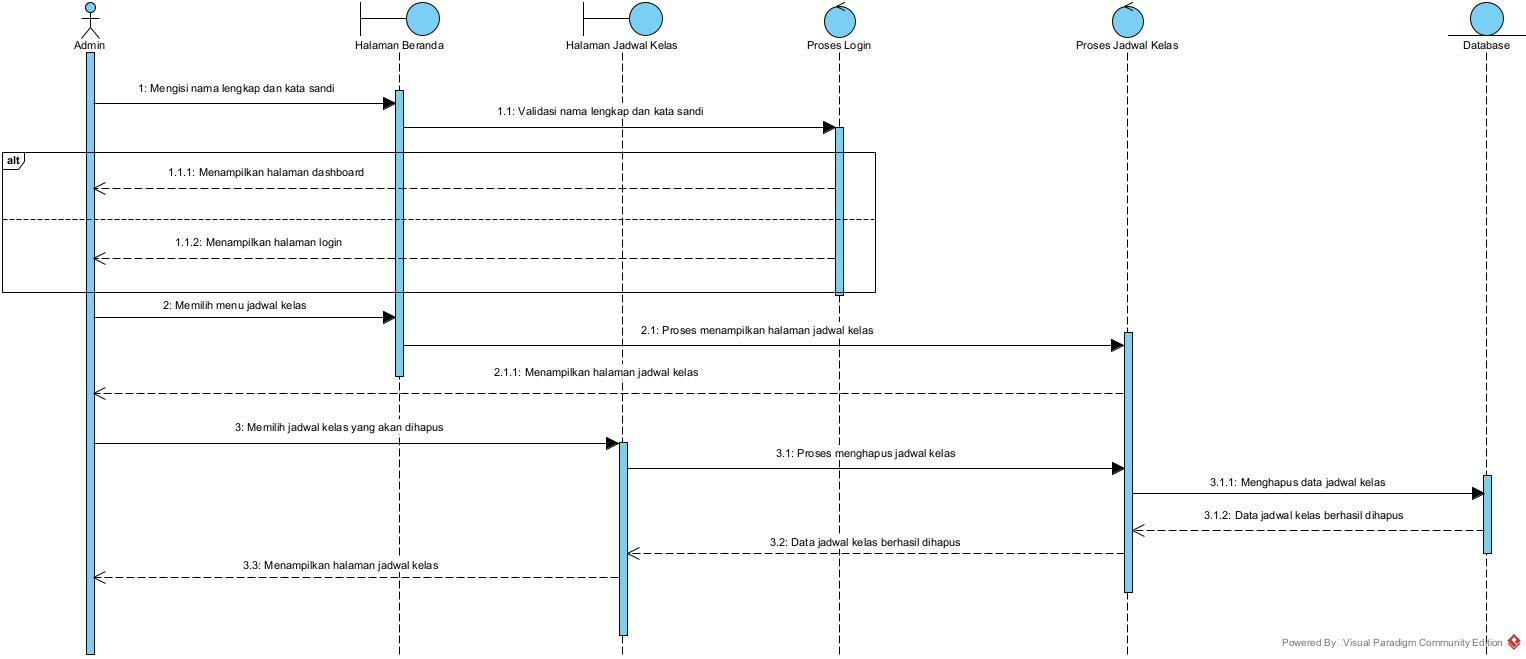 Admin
Halaman Beranda
Halaman Jadwal Kelas
Proses Login
Proses Jadwal Kelas
Database
1: Mengisi nama lengkap dan kata sandi
1.1: Validasi nama lengkap dan kata sandi
alt
1.1.1: Menampilkan halaman dashboard
1.1.2: Menampilkan halaman login
2: Memilih menu jadwal kelas
2.1: Proses menampilkan halaman jadwal kelas
2.1.1: Menampilkan halaman jadwal kelas
3: Memilih jadwal kelas yang akan dihapus
3.1: Proses menghapus jadwal kelas
3.1.1: Menghapus data jadwal kelas
3.1.2: Data jadwal kelas berhasil dihapus
3.2: Data jadwal kelas berhasil dihapus
3.3: Menampilkan halaman jadwal kelas
Powered By Visual Paradigm Community Edition